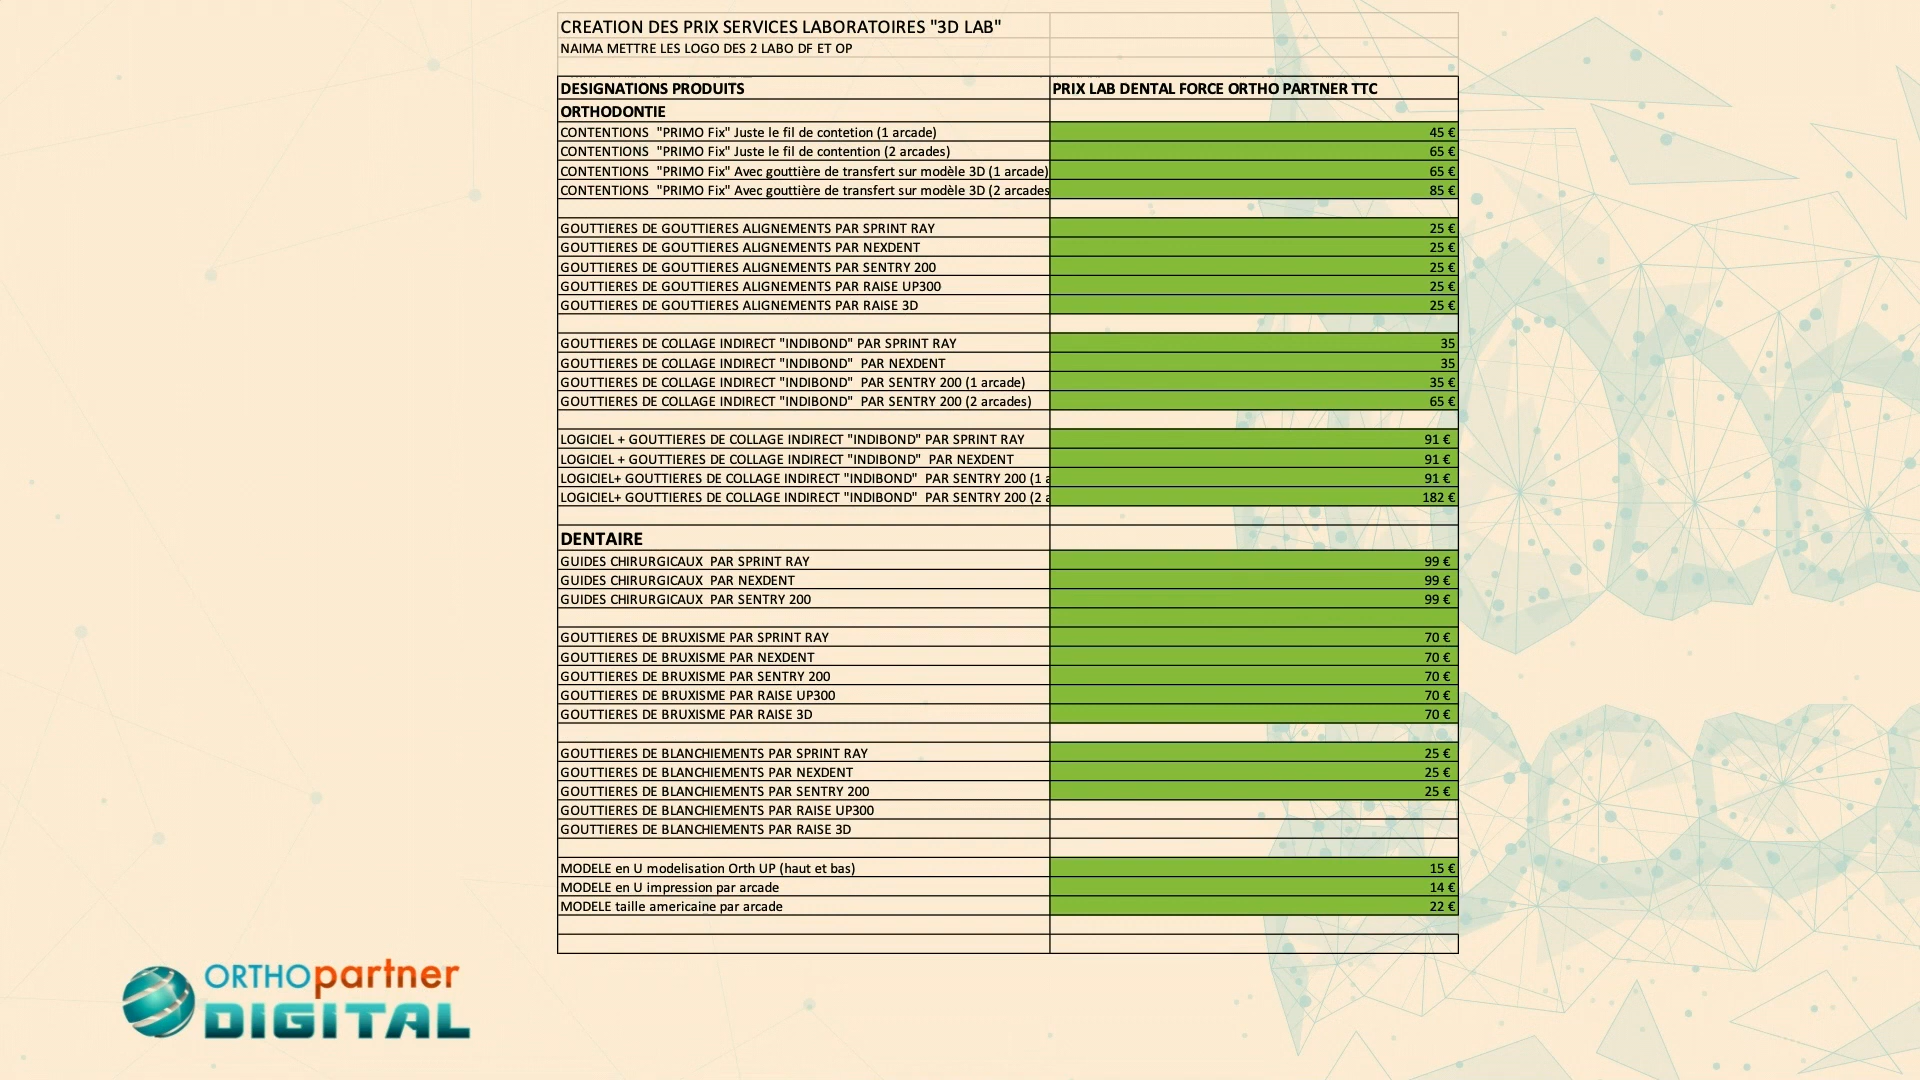 CREATION DES PRIX SERVICES LABORATOIRES "3D LAB"
NAIMA METTRE LES LOGO DES 2 LABO DF ET OP
DESIGNATIONS PRODUITS PRIX LAB DENTAL FORCE ORTHO PARTNER TTC
ORTHODONTIE
CONTENTIONS "PRIMO Fix" Juste le fil de contetion (1 arcade) 45 €
CONTENTIONS "PRIMO Fix" Juste le fil de contention (2 arcades) 65 €
CONTENTIONS "PRIMO Fix" Avec gouttière de transfert sur modèle 3D (1 arcade) 65 €
CONTENTIONS "PRIMO Fix" Avec gouttière de transfert sur modèle 3D (2 arcades 85 €
GOUTTIERES DE GOUTTIERES ALIGNEMENTS PAR SPRINT RAY 25 €
GOUTTIERES DE GOUTTIERES ALIGNEMENTS PAR NEXDENT 25 €
GOUTTIERES DE GOUTTIERES ALIGNEMENTS PAR SENTRY 200 25 €
GOUTTIERES DE GOUTTIERES ALIGNEMENTS PAR RAISE UP300 25 €
GOUTTIERES DE GOUTTIERES ALIGNEMENTS PAR RAISE 3D 25 €
GOUTTIERES DE COLLAGE INDIRECT "INDIBOND" PAR SPRINT RAY 35
GOUTTIERES DE COLLAGE INDIRECT "INDIBOND" PAR NEXDENT 35
GOUTTIERES DE COLLAGE INDIRECT "INDIBOND" PAR SENTRY 200 (1 arcade) 35 €
GOUTTIERES DE COLLAGE INDIRECT "INDIBOND" PAR SENTRY 200 (2 arcades) 65 €
LOGICIEL + GOUTTIERES DE COLLAGE INDIRECT "INDIBOND" PAR SPRINT RAY 91 €
LOGICIEL + GOUTTIERES DE COLLAGE INDIRECT "INDIBOND" PAR NEXDENT 91 €
LOGICIEL+ GOUTTIERES DE COLLAGE INDIRECT "INDIBOND" PAR SENTRY 200 (1 a 91 €
LOGICIEL+ GOUTTIERES DE COLLAGE INDIRECT "INDIBOND" PAR SENTRY 200 (2 a 182 €
DENTAIRE
GUIDES CHIRURGICAUX PAR SPRINT RAY 99 €
GUIDES CHIRURGICAUX PAR NEXDENT 99 €
GUIDES CHIRURGICAUX PAR SENTRY 200 99 €
GOUTTIERES DE BRUXISME PAR SPRINT RAY 70 €
GOUTTIERES DE BRUXISME PAR NEXDENT 70 €
GOUTTIERES DE BRUXISME PAR SENTRY 200 70 €
GOUTTIERES DE BRUXISME PAR RAISE UP300 70 €
GOUTTIERES DE BRUXISME PAR RAISE 3D 70 €
GOUTTIERES DE BLANCHIEMENTS PAR SPRINT RAY 25 €
GOUTTIERES DE BLANCHIEMENTS PAR NEXDENT 25 €
GOUTTIERES DE BLANCHIEMENTS PAR SENTRY 200 25 €
GOUTTIERES DE BLANCHIEMENTS PAR RAISE UP300
GOUTTIERES DE BLANCHIEMENTS PAR RAISE 3D
MODELE en U modelisation Orth UP (haut et bas) 15 €
MODELE en U impression par arcade 14 €
MODELE taille americaine par arcade 22 €
ORTHOpartner
DIGITAL